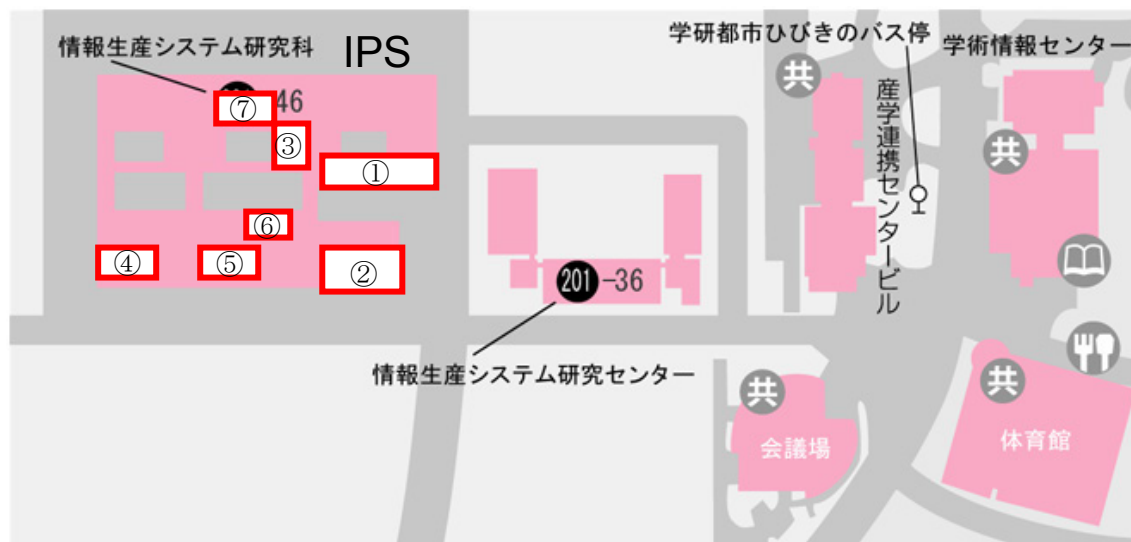 情報生産システム研究科
IPS
⑦
-46
③
①
⑥
④
⑤
②
201-36
情報生産システム研究センター
学研都市ひびきのバス停
学術情報センター
共
産学連携センタービル
共
共
会議場
共
体育館